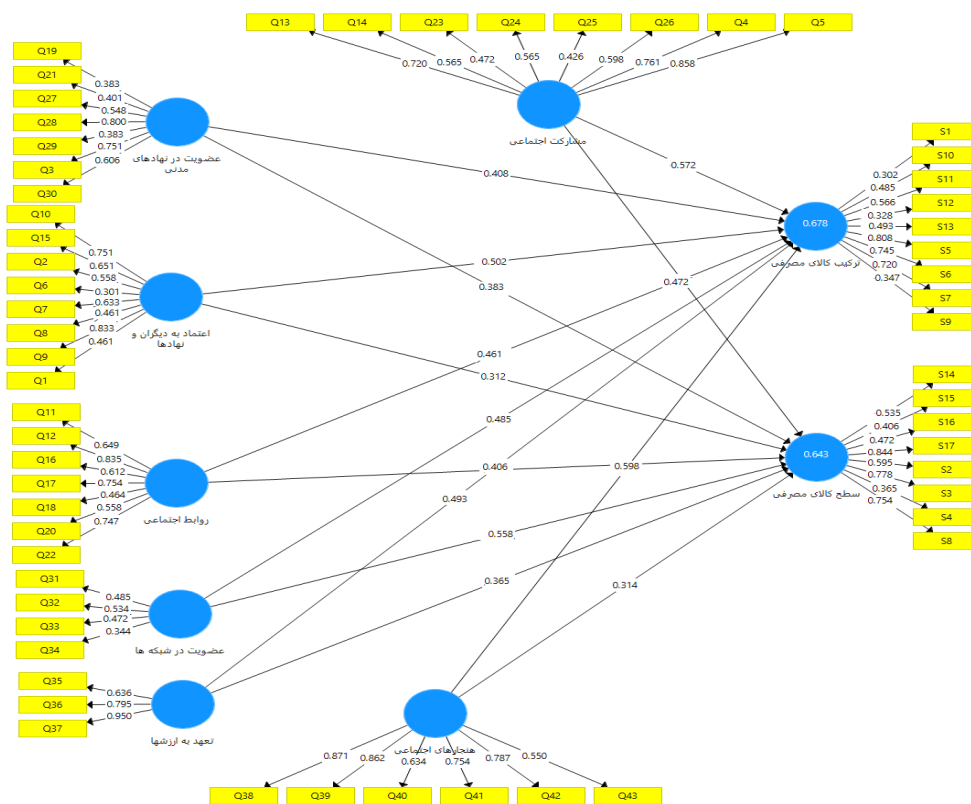 Q13
Q14
Q23
Q24
Q25
Q26
Q4
Q5
0.720
0.565
0.472
0.565
0.426
0.598
0.761
0.858
مشارکت اجتماعی
Q19
Q21
Q27
Q28
Q29
Q3
Q30
0.383
0.401
0.548
0.800
0.383
0.751
0.606
عضویت در نهادهای
مدنی
Q10
Q15
Q2
Q6
Q7
Q8
Q9
Q1
0.751
0.651
0.558
0.301
0.633
0.461
0.833
0.461
اعتماد به دیگران و
نهادها
Q11
Q12
Q16
Q17
Q18
Q20
Q22
0.649
0.835
0.612
0.754
0.464
0.558
0.747
روابط اجتماعی
Q31
Q32
Q33
Q34
0.485
0.534
0.472
0.344
عضویت در شبکه ها
Q35
Q36
Q37
0.636
0.795
0.950
تعهد به ارزشها
0.572
0.408
0.502
0.383
0.472
0.461
0.312
0.485
0.406
0.598
0.493
0.558
0.365
0.314
S1
S10
S11
S12
S13
S5
S6
S7
S9
0.302
0.485
0.566
0.328
0.493
0.808
0.745
0.720
0.347
0.678
ترکیب کالای مصرفی
S14
S15
S16
S17
S2
S3
S4
S8
0.535
0.406
0.472
0.844
0.595
0.778
0.365
0.754
0.643
سطح کالای مصرفی
هنجارهای اجتماعی
0.871
0.862
0.634
0.754
0.787
0.550
Q38
Q39
Q40
Q41
Q42
Q43